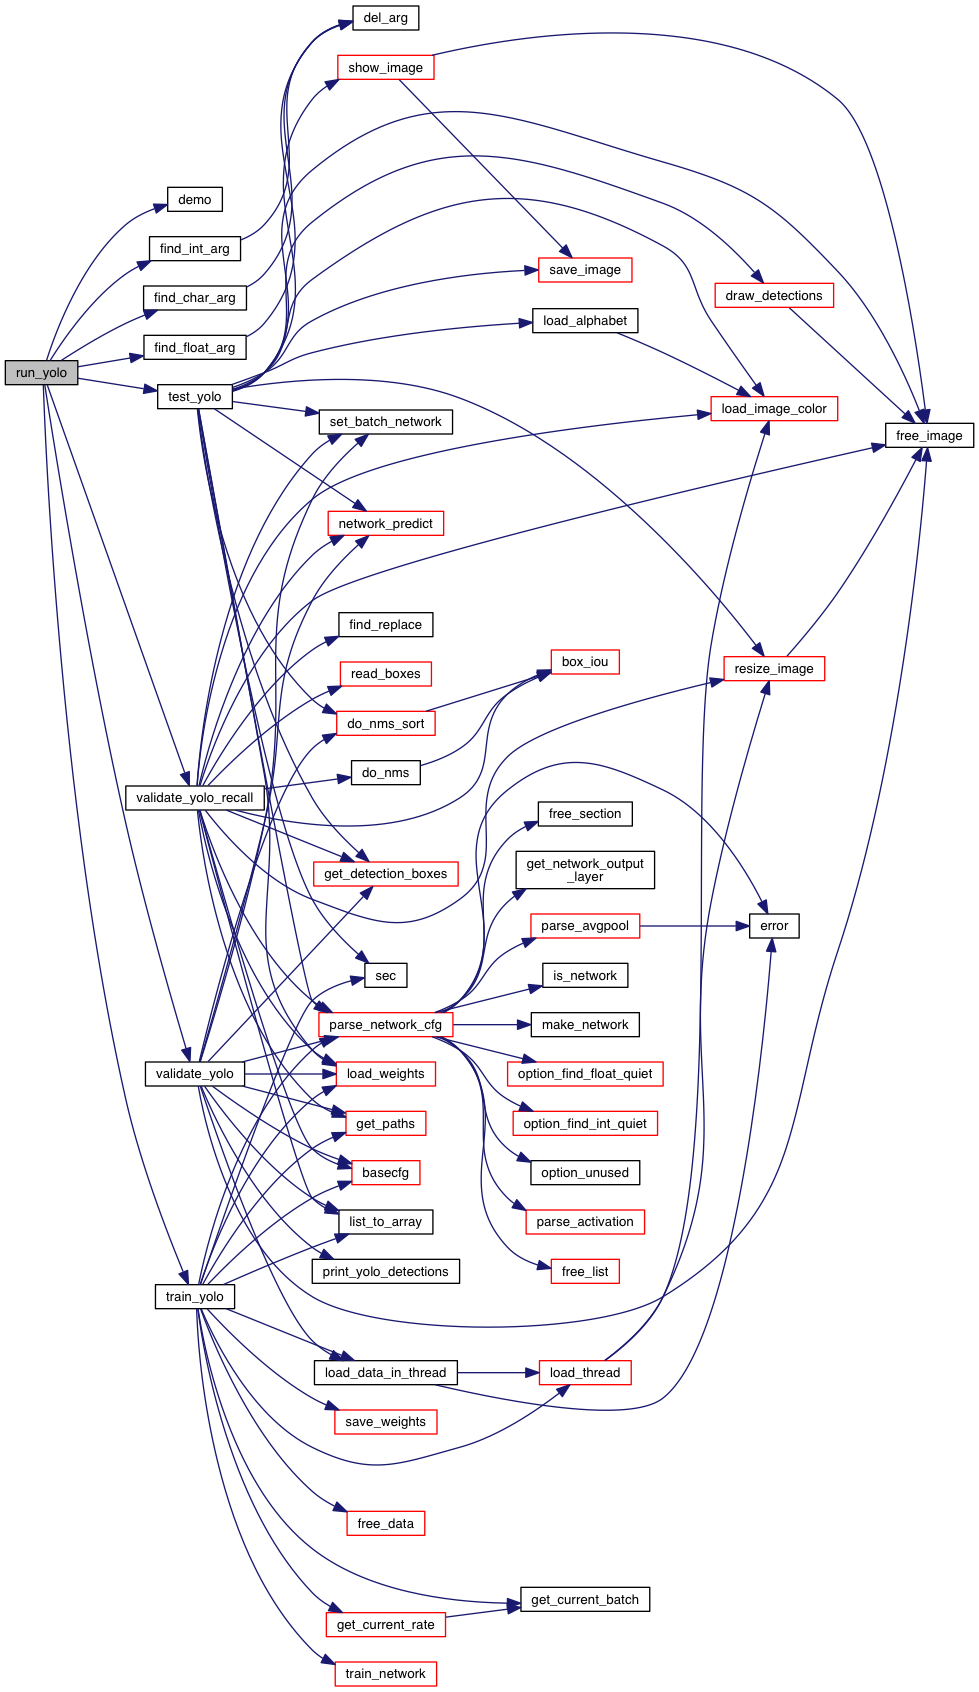 del_arg
show_image
demo
find_int_arg
save_image
find_char_arg
draw_detections
load_alphabet
find_float_arg
run_yolo
test_yolo
load_image_color
set_batch_network
free_image
network_predict
find_replace
box_iou
resize_image
read_boxes
do_nms_sort
do_nms
validate_yolo_recall
free_section
get_network_output
_layer
get_detection_boxes
parse_avgpool
error
sec
is_network
parse_network_cfg
make_network
validate_yolo
load_weights
option_find_float_quiet
get_paths
option_find_int_quiet
basecfg
option_unused
list_to_array
parse_activation
print_yolo_detections
free_list
train_yolo
load_data_in_thread
load_thread
save_weights
free_data
get_current_batch
get_current_rate
train_network